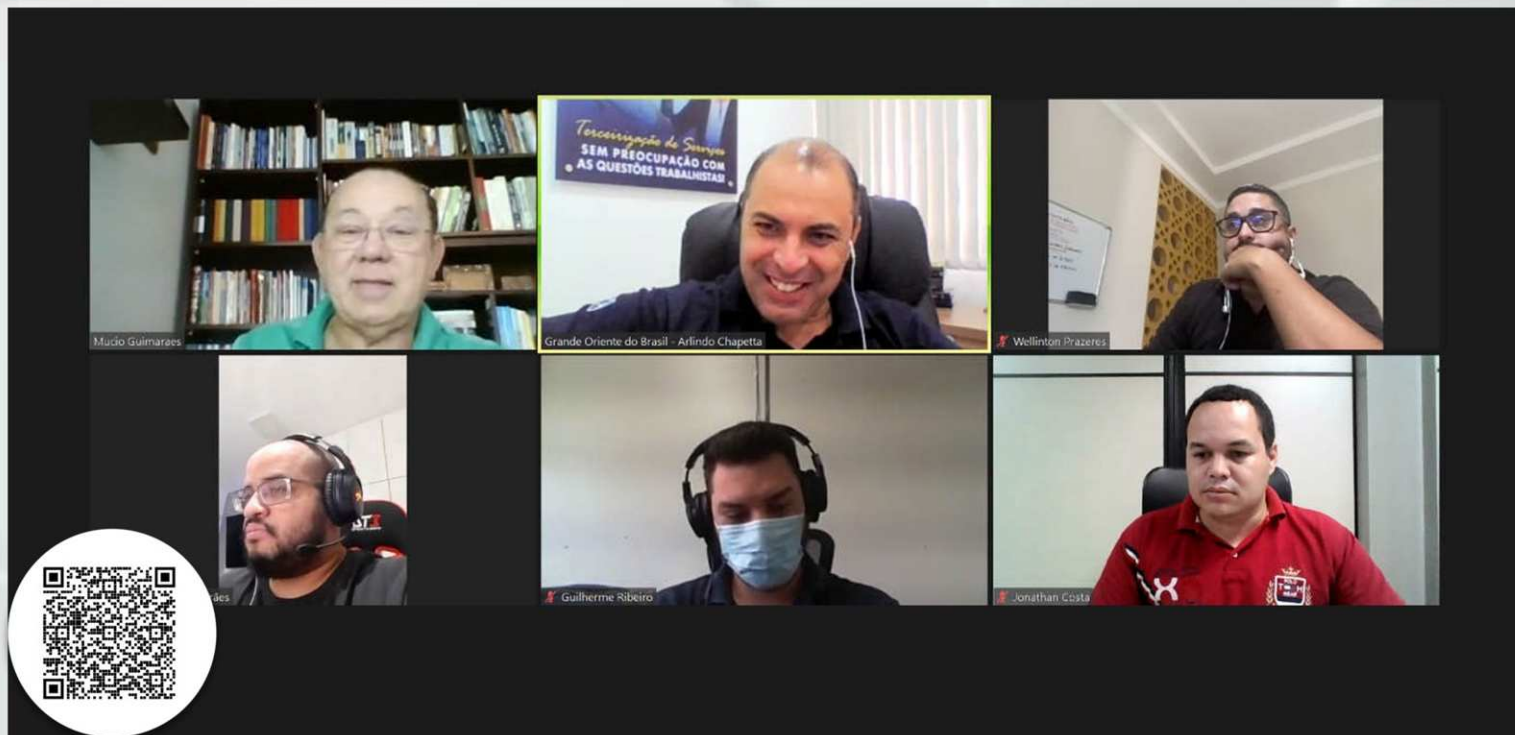 Terceirização de Serviços
SEM PREOCUPAÇÃO COM
AS QUESTÕES TRABALHISTAS!
Mucio Guimaraes
Grande Oriente do Brasil - Arlindo Chapetta
Wellinton Prazeres
Guilherme Ribeiro
Jonathan Costa